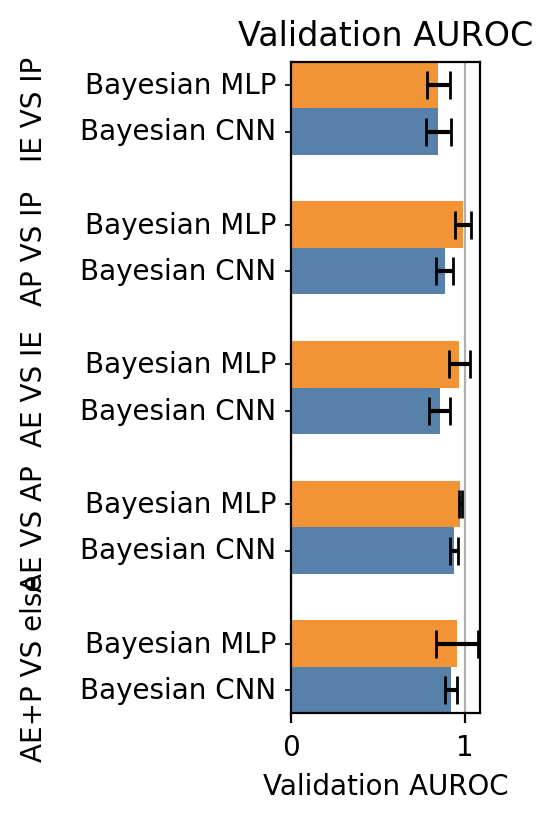 Validation AUROC
IE VS IP
Bayesian MLP
Bayesian CNN
AP VS IP
Bayesian MLP
Bayesian CNN
AE VS IE
Bayesian MLP
Bayesian CNN
AE VS AP
Bayesian MLP
Bayesian CNN
AE+P VS else
Bayesian MLP
Bayesian CNN
0 1
Validation AUROC